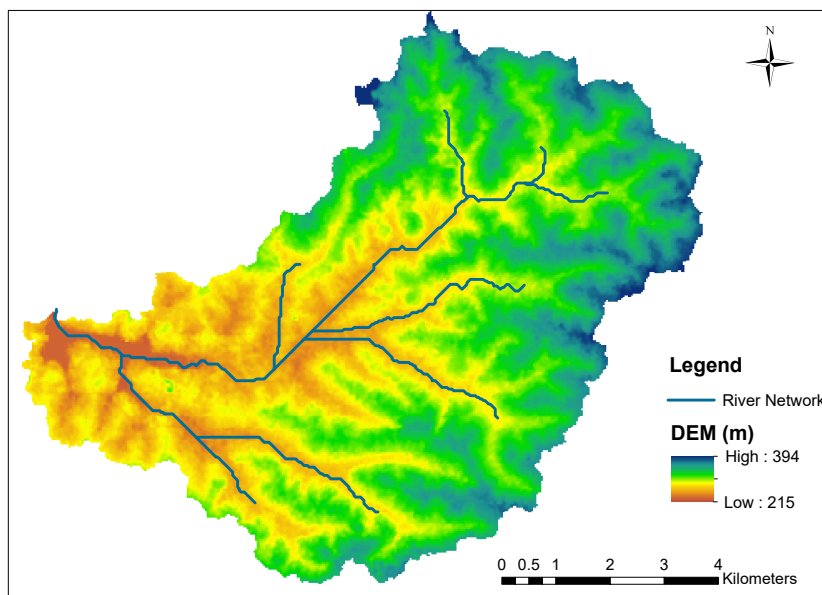 N
Legend
River Network
DEM (m)
High : 394
Low : 215
0 0.5 1 2 3 4
Kilometers